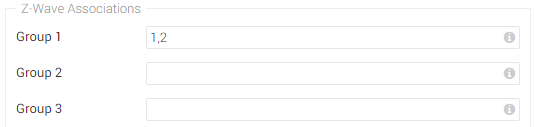 Z-Wave Associations
Group 1 1,2
Group 2
Group 3